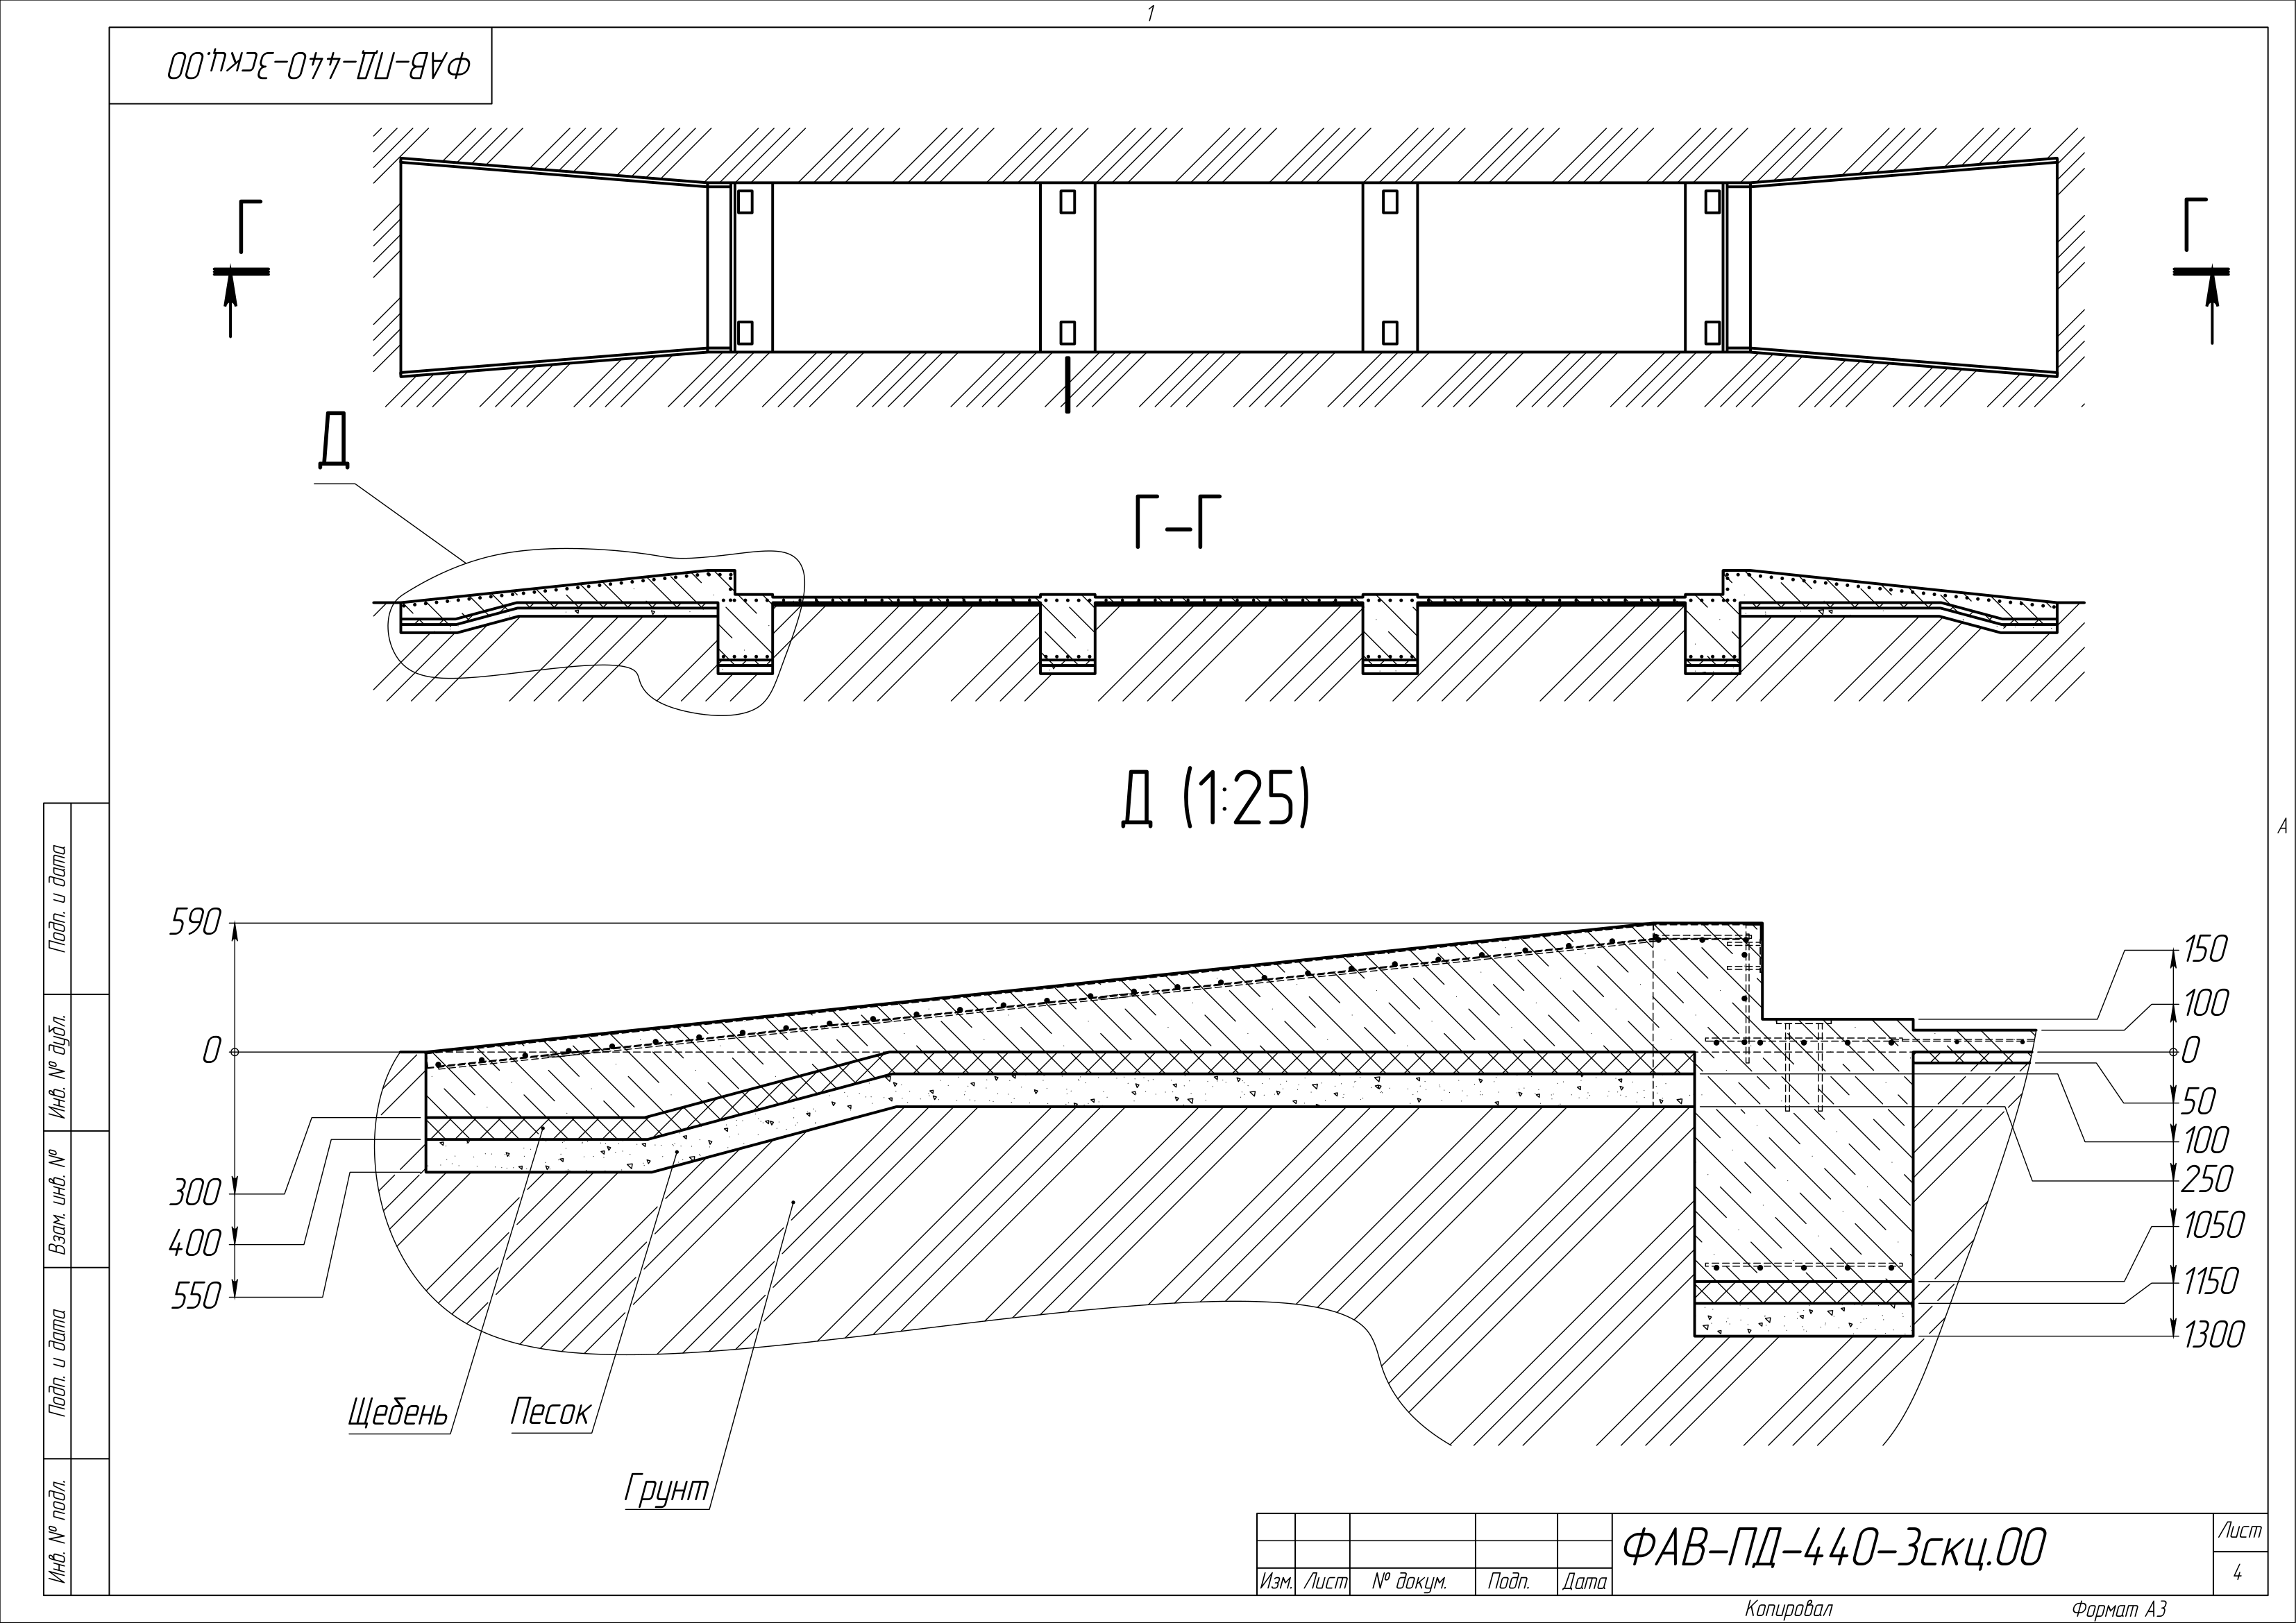 1
ФАВ-ПД-440-3скц.00
Г
Г
Д
Г-Г
Д (1:25)
А
590
0
300
400
550
150
100
0
50
100
250
1050
1150
1300
Щебень
Песок
Грунт
Подп. и дата
Инв. № дубл.
Взам. инв. №
Подп. и дата
Инв. № подл.
Изм. Лист № докум. Подп. Дата
ФАВ-ПД-440-3скц.00
Лист
4
Копировал
Формат А3